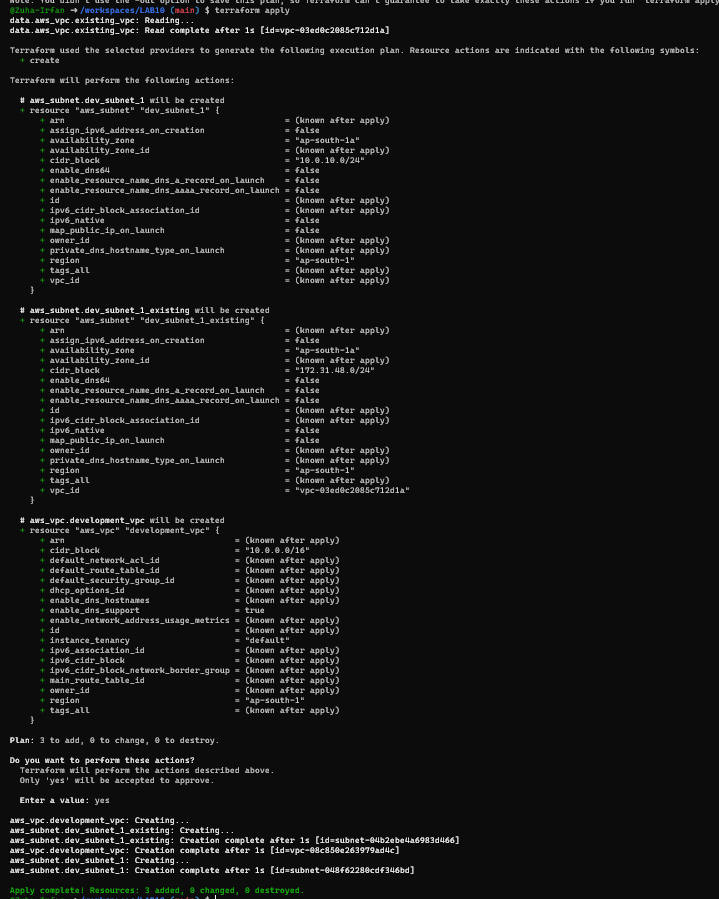 Note: You didn't use the -out option to save this plan, so Terraform can't guarantee to take exactly these actions if you run "terraform apply
@Zuha-Irfan → /workspaces/LAB10 (main) $ terraform apply
data.aws_vpc.existing_vpc: Reading...
data.aws_vpc.existing_vpc: Read complete after 1s [id=vpc-03ed0c2085c712d1a]
Terraform used the selected providers to generate the following execution plan. Resource actions are indicated with the following symbols:
+ create
Terraform will perform the following actions:
# aws_subnet.dev_subnet_1 will be created
+ resource "aws_subnet" "dev_subnet_1" {
+ arn = (known after apply)
+ assign_ipv6_address_on_creation = false
+ availability_zone = "ap-south-1a"
+ availability_zone_id = (known after apply)
+ cidr_block = "10.0.10.0/24"
+ enable_dns64 = false
+ enable_resource_name_dns_a_record_on_launch = false
+ enable_resource_name_dns_aaaa_record_on_launch = false
+ id = (known after apply)
+ ipv6_cidr_block_association_id = (known after apply)
+ ipv6_native = false
+ map_public_ip_on_launch = false
+ owner_id = (known after apply)
+ private_dns_hostname_type_on_launch = (known after apply)
+ region = "ap-south-1"
+ tags_all = (known after apply)
+ vpc_id = (known after apply)
}
# aws_subnet.dev_subnet_1_existing will be created
+ resource "aws_subnet" "dev_subnet_1_existing" {
+ arn = (known after apply)
+ assign_ipv6_address_on_creation = false
+ availability_zone = "ap-south-1a"
+ availability_zone_id = (known after apply)
+ cidr_block = "172.31.48.0/24"
+ enable_dns64 = false
+ enable_resource_name_dns_a_record_on_launch = false
+ enable_resource_name_dns_aaaa_record_on_launch = false
+ id = (known after apply)
+ ipv6_cidr_block_association_id = (known after apply)
+ ipv6_native = false
+ map_public_ip_on_launch = false
+ owner_id = (known after apply)
+ private_dns_hostname_type_on_launch = (known after apply)
+ region = "ap-south-1"
+ tags_all = (known after apply)
+ vpc_id = "vpc-03ed0c2085c712d1a"
}
# aws_vpc.development_vpc will be created
+ resource "aws_vpc" "development_vpc" {
+ arn = (known after apply)
+ cidr_block = "10.0.0.0/16"
+ default_network_acl_id = (known after apply)
+ default_route_table_id = (known after apply)
+ default_security_group_id = (known after apply)
+ dhcp_options_id = (known after apply)
+ enable_dns_hostnames = (known after apply)
+ enable_dns_support = true
+ enable_network_address_usage_metrics = (known after apply)
+ id = (known after apply)
+ instance_tenancy = "default"
+ ipv6_association_id = (known after apply)
+ ipv6_cidr_block = (known after apply)
+ ipv6_cidr_block_network_border_group = (known after apply)
+ main_route_table_id = (known after apply)
+ owner_id = (known after apply)
+ region = "ap-south-1"
+ tags_all = (known after apply)
}
Plan: 3 to add, 0 to change, 0 to destroy.
Do you want to perform these actions?
Terraform will perform the actions described above.
Only 'yes' will be accepted to approve.
Enter a value: yes
aws_vpc.development_vpc: Creating...
aws_subnet.dev_subnet_1_existing: Creating...
aws_subnet.dev_subnet_1_existing: Creation complete after 1s [id=subnet-04b2ebe4a6983d466]
aws_vpc.development_vpc: Creation complete after 1s [id=vpc-08c850e263979ad4c]
aws_subnet.dev_subnet_1: Creating...
aws_subnet.dev_subnet_1: Creation complete after 1s [id=subnet-048f62280cdf346bd]
Apply complete! Resources: 3 added, 0 changed, 0 destroyed.
@Zuha-Irfan → /workspaces/LAB10 (main) $